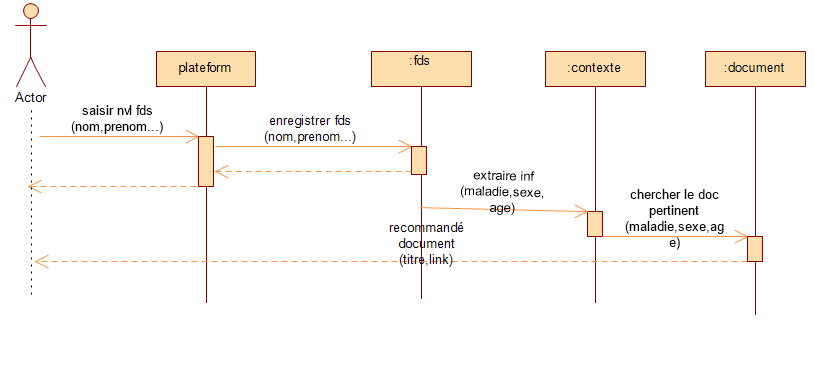 plateform
:fds
:contexte
:document
Actor
saisir nvl fds
(nom,prenom...)
enregistrer fds
(nom,prenom...)
extraire inf
(maladie,sexe,
age)
chercher le doc
pertinent
(maladie,sexe,ag
e)
recommandé
document
(titre,link)